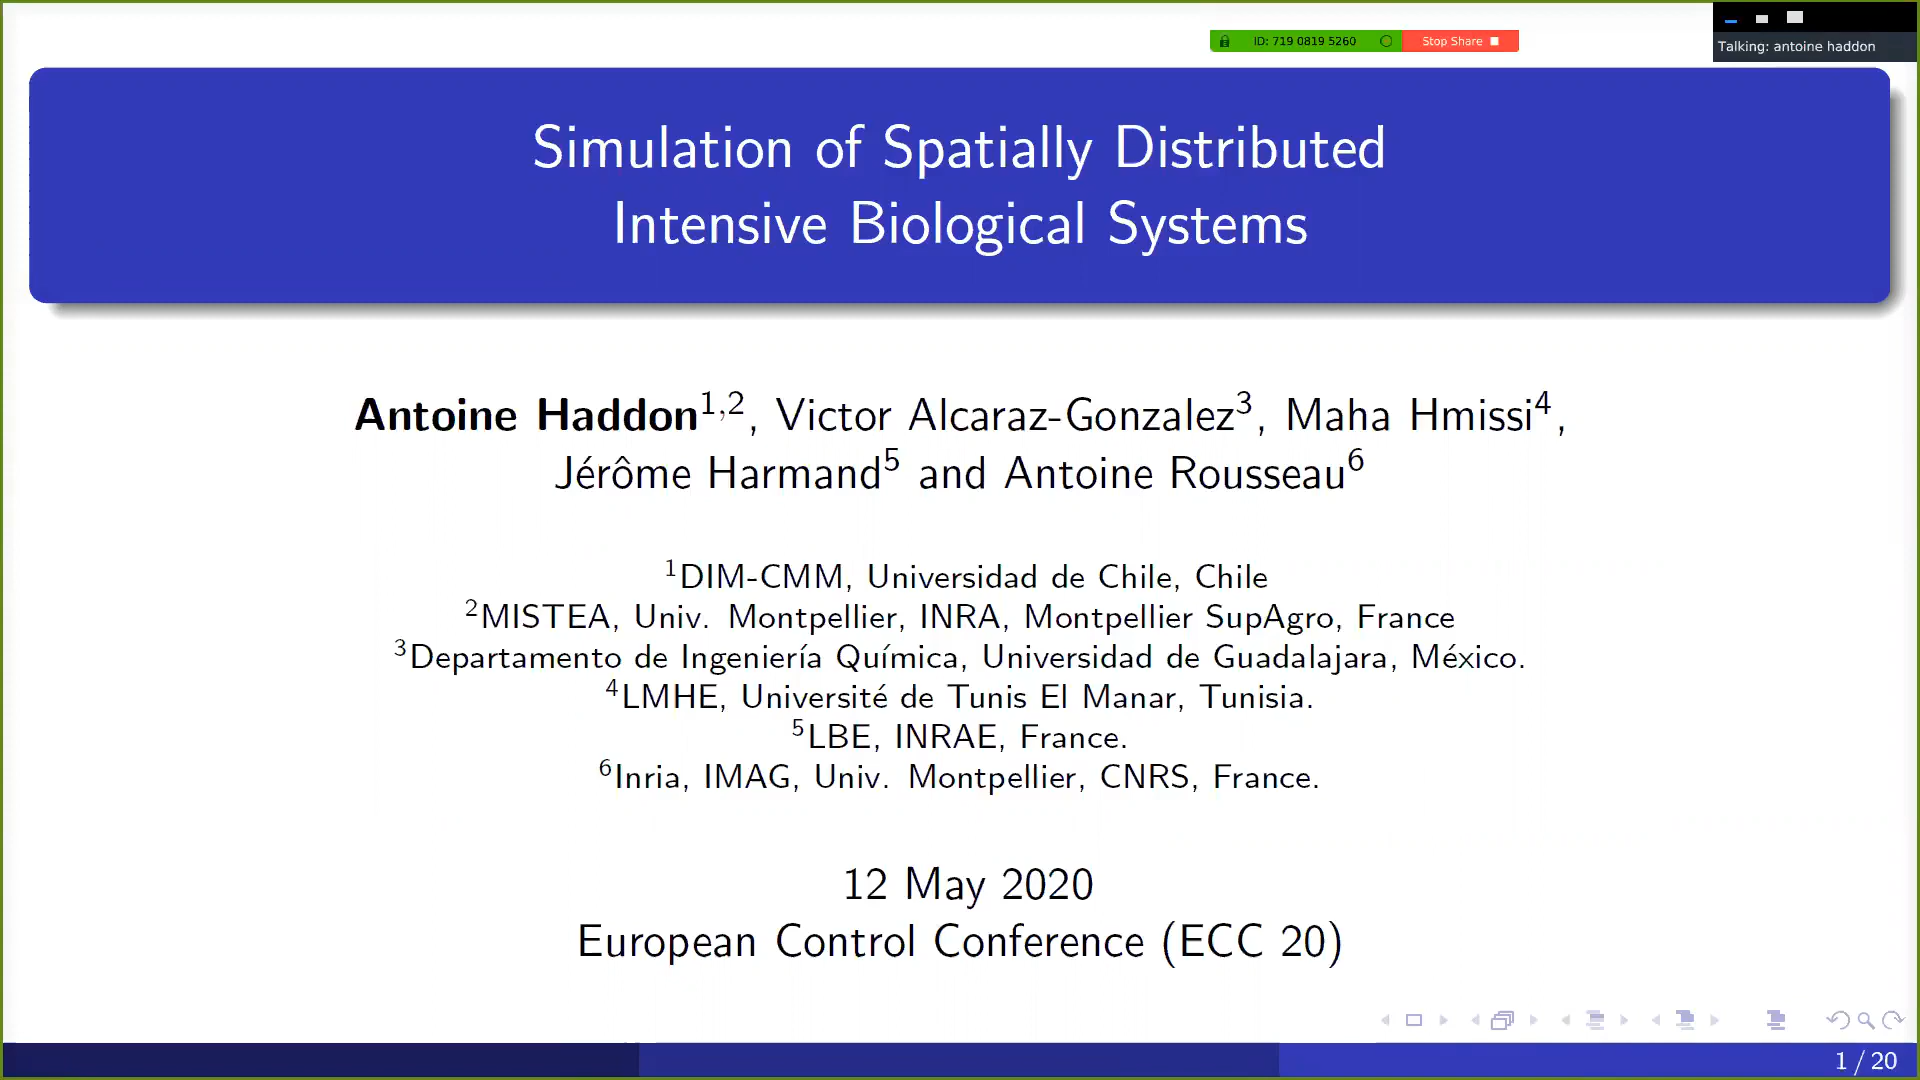 ID: 719 0819 5260
Stop Share
Talking: antoine haddon
Simulation of Spatially Distributed
Intensive Biological Systems
Antoine Haddon¹,², Victor Alcaraz-Gonzalez³, Maha Hmissi⁴,
Jérôme Harmand⁵ and Antoine Rousseau⁶
¹DIM-CMM, Universidad de Chile, Chile
²MISTEA, Univ. Montpellier, INRA, Montpellier SupAgro, France
³Departamento de Ingeniería Química, Universidad de Guadalajara, México.
⁴LMHE, Université de Tunis El Manar, Tunisia.
⁵LBE, INRAE, France.
⁶Inria, IMAG, Univ. Montpellier, CNRS, France.
12 May 2020
European Control Conference (ECC 20)
1 / 20